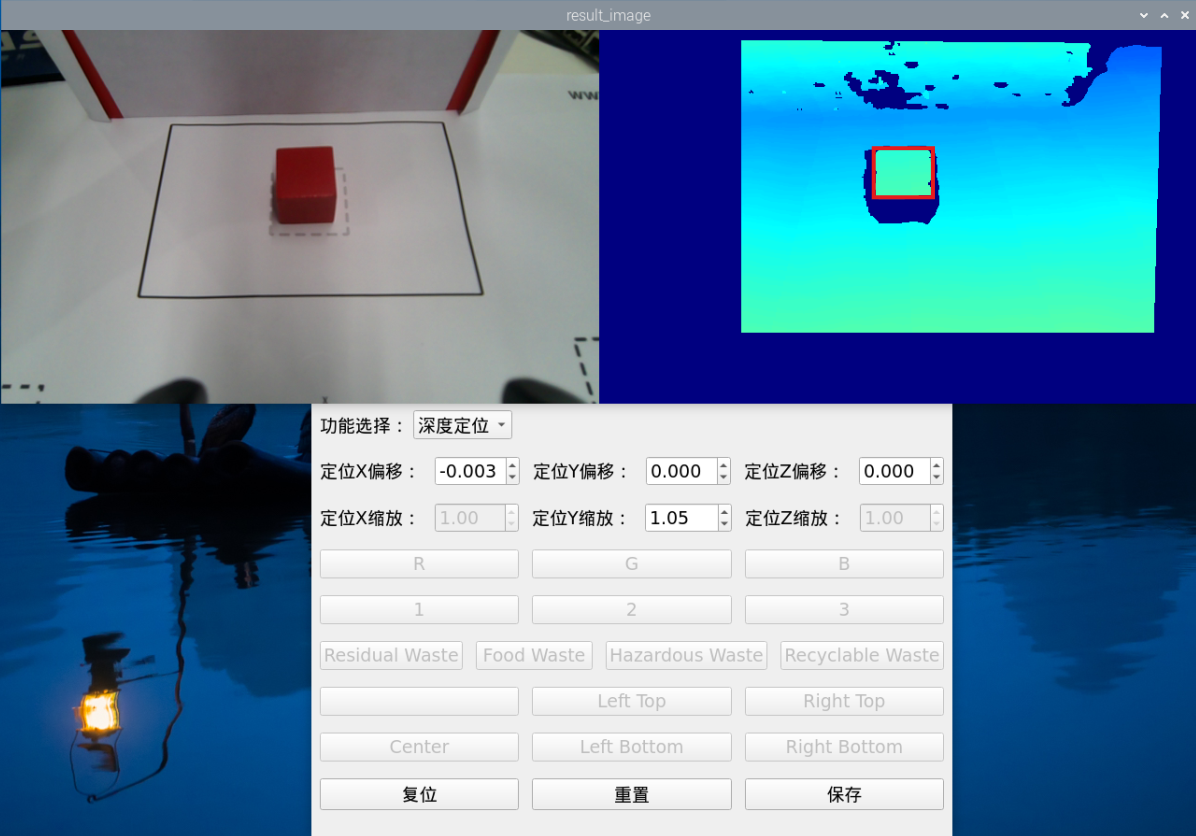 result_image
ww
功能选择： 深度定位
定位X偏移： -0.003 定位Y偏移： 0.000 定位Z偏移： 0.000
定位X缩放： 1.00 定位Y缩放： 1.05 定位Z缩放： 1.00
R G B
1 2 3
Residual Waste Food Waste Hazardous Waste Recyclable Waste
Left Top Right Top
Center Left Bottom Right Bottom
复位 重置 保存